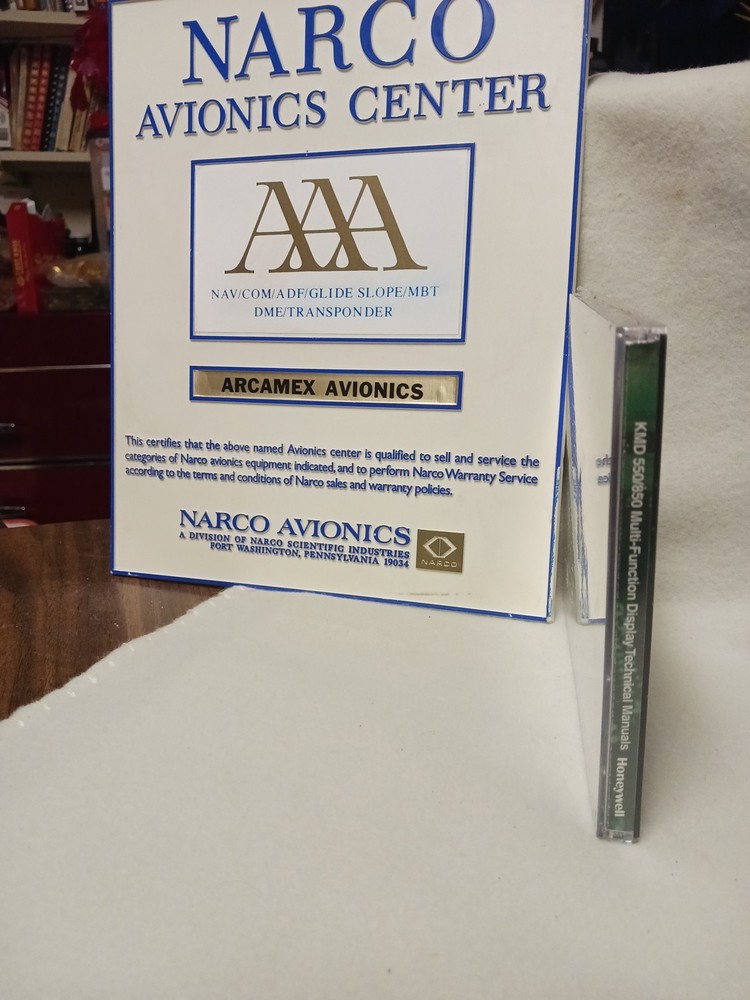 NARCO
AVIONICS CENTER
AAA
NAV/COM/ADF/GLIDE SLOPE/MBT
DME/TRANSPONDER
ARCAMEX AVIONICS
This certifies that the above named Avionics center is qualified to sell and service the
categories of Narco avionics equipment indicated, and to perform Narco Warranty Service
according to the terms and conditions of Narco sales and warranty policies.
NARCO AVIONICS
A DIVISION OF NARCO SCIENTIFIC INDUSTRIES
FORT WASHINGTON, PENNSYLVANIA 19034
NARCO
KMD 550/850 Multi-Function Display Technical Manuals Honeywell